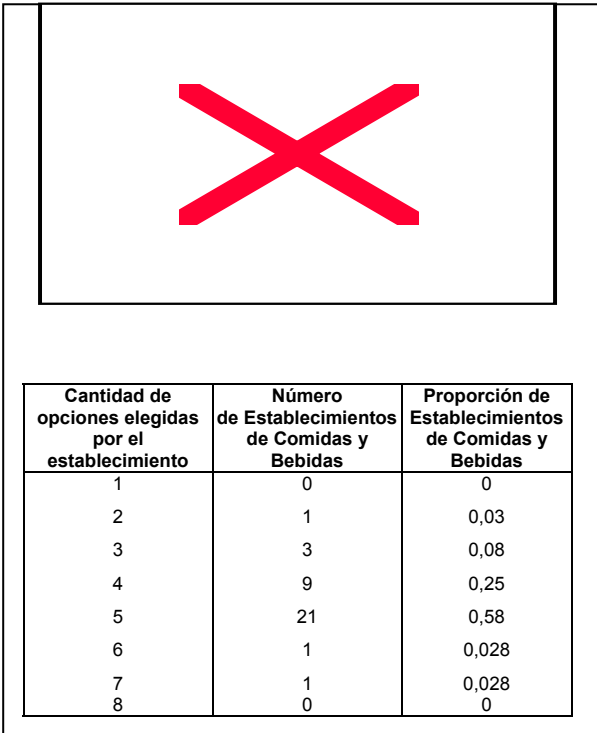 Cantidad de opciones elegidas por el establecimiento | Número de Establecimientos de Comidas y Bebidas | Proporción de Establecimientos de Comidas y Bebidas
1 0 0
2 1 0,03
3 3 0,08
4 9 0,25
5 21 0,58
6 1 0,028
7 1 0,028
8 0 0